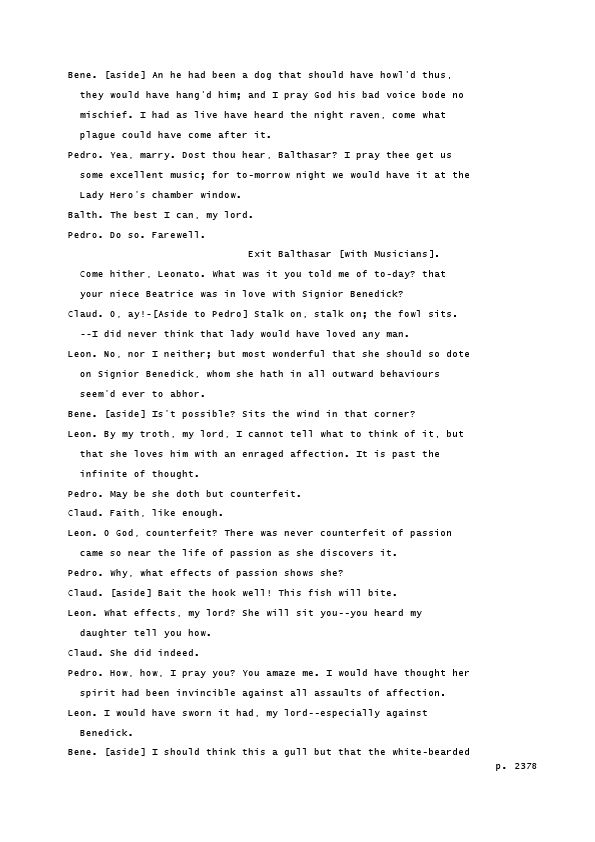 Bene. [aside] An he had been a dog that should have howl'd thus,
they would have hang'd him; and I pray God his bad voice bode no
mischief. I had as live have heard the night raven, come what
plague could have come after it.
Pedro. Yea, marry. Dost thou hear, Balthasar? I pray thee get us
some excellent music; for to-morrow night we would have it at the
Lady Hero's chamber window.
Balth. The best I can, my lord.
Pedro. Do so. Farewell.
Exit Balthasar [with Musicians].
Come hither, Leonato. What was it you told me of to-day? that
your niece Beatrice was in love with Signior Benedick?
Claud. O, ay!-[Aside to Pedro] Stalk on, stalk on; the fowl sits.
--I did never think that lady would have loved any man.
Leon. No, nor I neither; but most wonderful that she should so dote
on Signior Benedick, whom she hath in all outward behaviours
seem'd ever to abhor.
Bene. [aside] Is't possible? Sits the wind in that corner?
Leon. By my troth, my lord, I cannot tell what to think of it, but
that she loves him with an enraged affection. It is past the
infinite of thought.
Pedro. May be she doth but counterfeit.
Claud. Faith, like enough.
Leon. O God, counterfeit? There was never counterfeit of passion
came so near the life of passion as she discovers it.
Pedro. Why, what effects of passion shows she?
Claud. [aside] Bait the hook well! This fish will bite.
Leon. What effects, my lord? She will sit you--you heard my
daughter tell you how.
Claud. She did indeed.
Pedro. How, how, I pray you? You amaze me. I would have thought her
spirit had been invincible against all assaults of affection.
Leon. I would have sworn it had, my lord--especially against
Benedick.
Bene. [aside] I should think this a gull but that the white-bearded
p. 2378